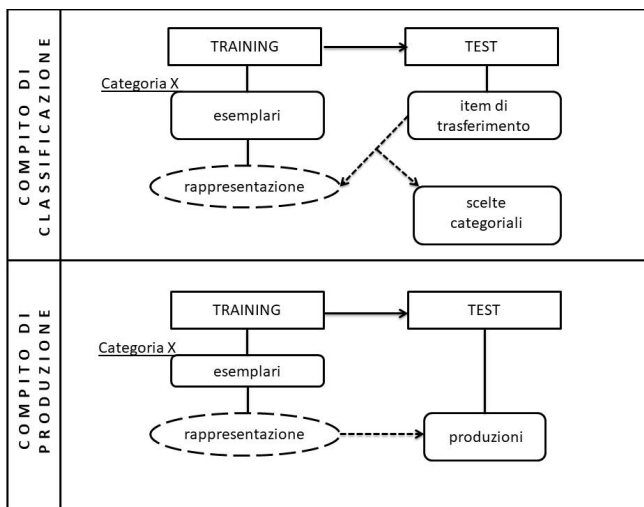 COMPITO DI
CLASSIFICAZIONE
TRAINING
TEST
Categoria X
esemplari
item di
trasferimento
rappresentazione
scelte
categoriali
COMPITO DI
PRODUZIONE
TRAINING
TEST
Categoria X
esemplari
rappresentazione
produzioni